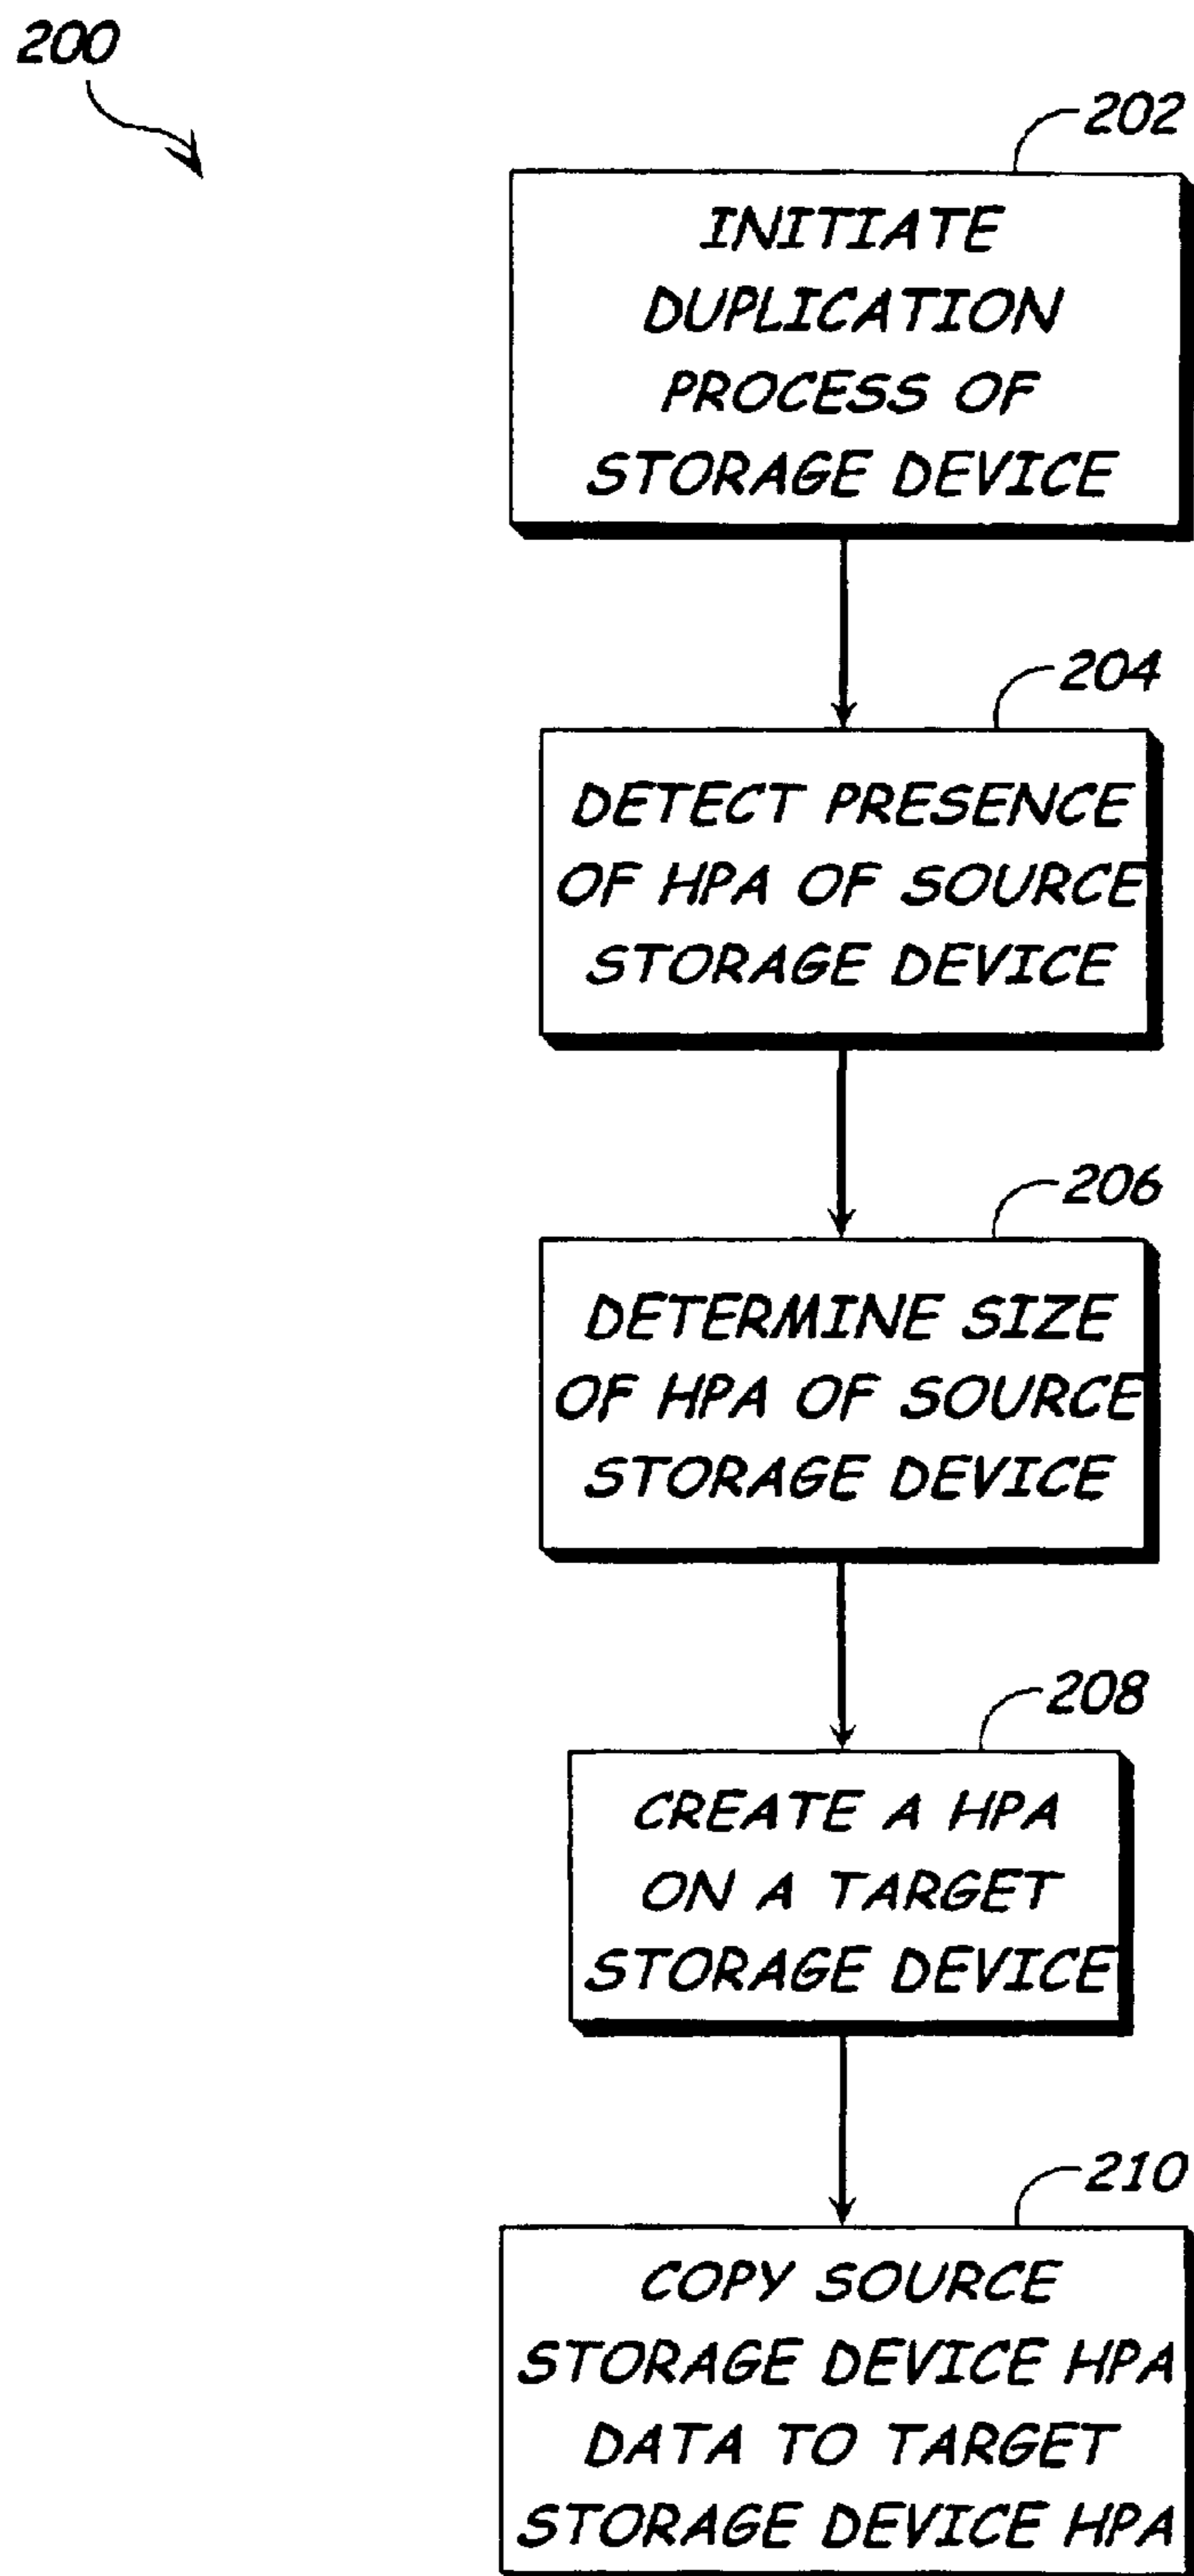 200
202
INITIATE
DUPLICATION
PROCESS OF
STORAGE DEVICE
204
DETECT PRESENCE
OF HPA OF SOURCE
STORAGE DEVICE
206
DETERMINE SIZE
OF HPA OF SOURCE
STORAGE DEVICE
208
CREATE A HPA
ON A TARGET
STORAGE DEVICE
210
COPY SOURCE
STORAGE DEVICE HPA
DATA TO TARGET
STORAGE DEVICE HPA